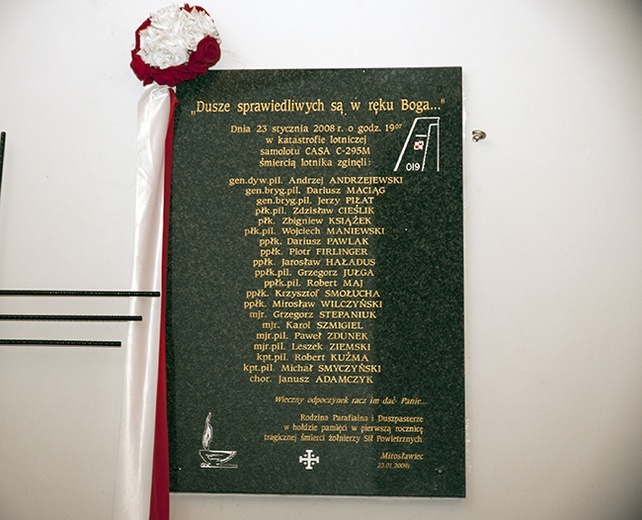 „Dusze sprawiedliwych są w ręku Boga..."
Dnia 23 stycznia 2008 r. o godz. 19⁰⁷
w katastrofie lotniczej
samolotu CASA C-295M
śmiercią lotnika zginęli:
019
gen.dyw.pil. Andrzej ANDRZEJEWSKI
gen.bryg.pil. Dariusz MACIĄG
gen.bryg.pil. Jerzy PIŁAT
płk.pil. Zdzisław CIEŚLIK
płk. Zbigniew KSIĄŻEK
płk.pil. Wojciech MANIEWSKI
ppłk. Dariusz PAWLAK
ppłk. Piotr FIRLINGER
ppłk. Jarosław HAŁADUS
ppłk.pil. Grzegorz JUŁGA
ppłk.pil. Robert MAJ
ppłk. Krzysztof SMOŁUCHA
ppłk. Mirosław WILCZYŃSKI
mjr. Grzegorz STEPANIUK
mjr. Karol SZMIGIEL
mjr.pil. Paweł ZDUNEK
mjr.pil. Leszek ZIEMSKI
kpt.pil. Robert KUŹMA
kpt.pil. Michał SMYCZYŃSKI
chor. Janusz ADAMCZYK
Wieczny odpoczynek racz im dać Panie...
Rodzina Parafialna i Duszpasterze
w hołdzie pamięci w pierwszą rocznicę
tragicznej śmierci żołnierzy Sił Powietrznych
Mirosławiec
23.01.2009r.